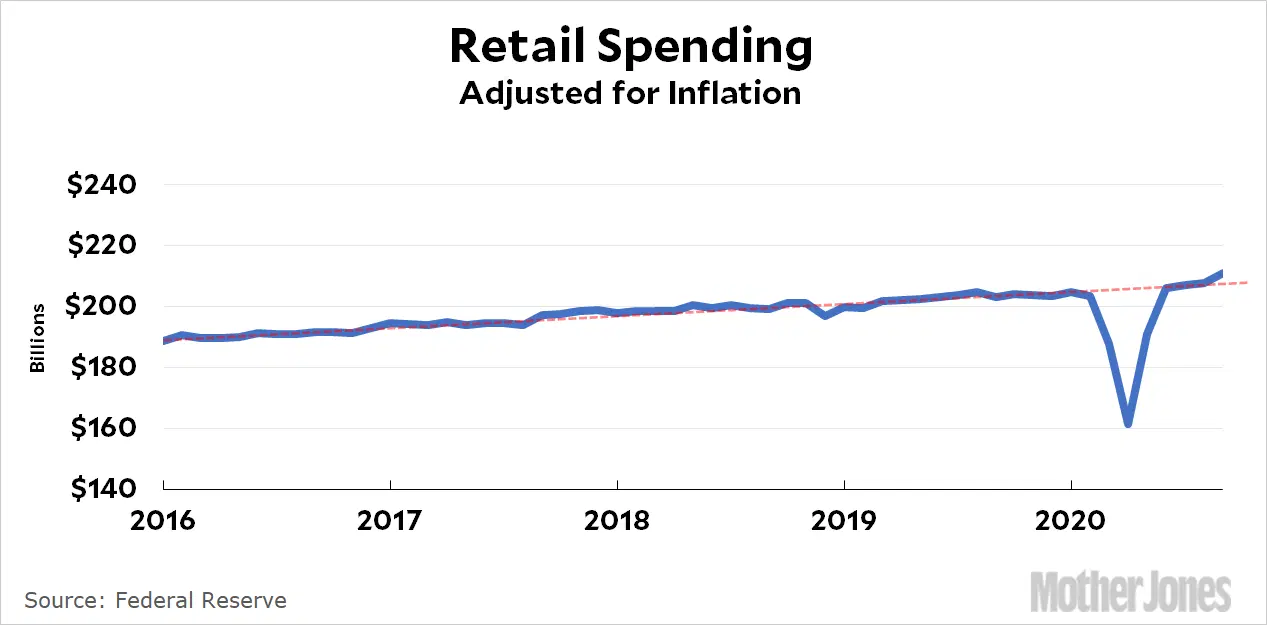 Retail Spending
Adjusted for Inflation
Billions
$240
$220
$200
$180
$160
$140
2016 2017 2018 2019 2020
Source: Federal Reserve
Mother Jones